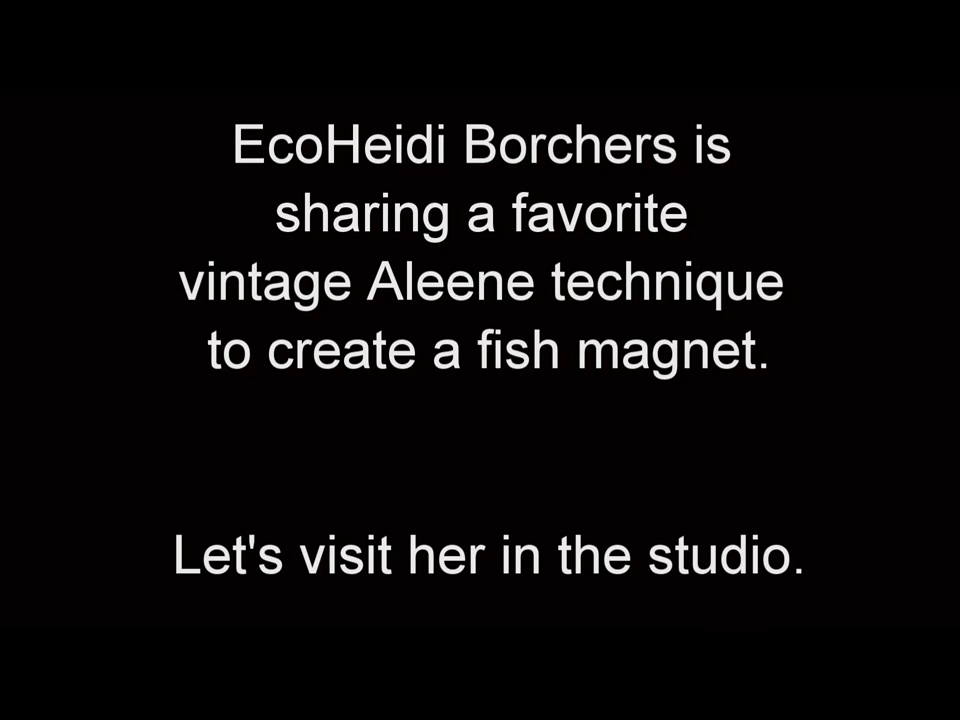 EcoHeidi Borchers is
sharing a favorite
vintage Aleene technique
to create a fish magnet.
Let's visit her in the studio.